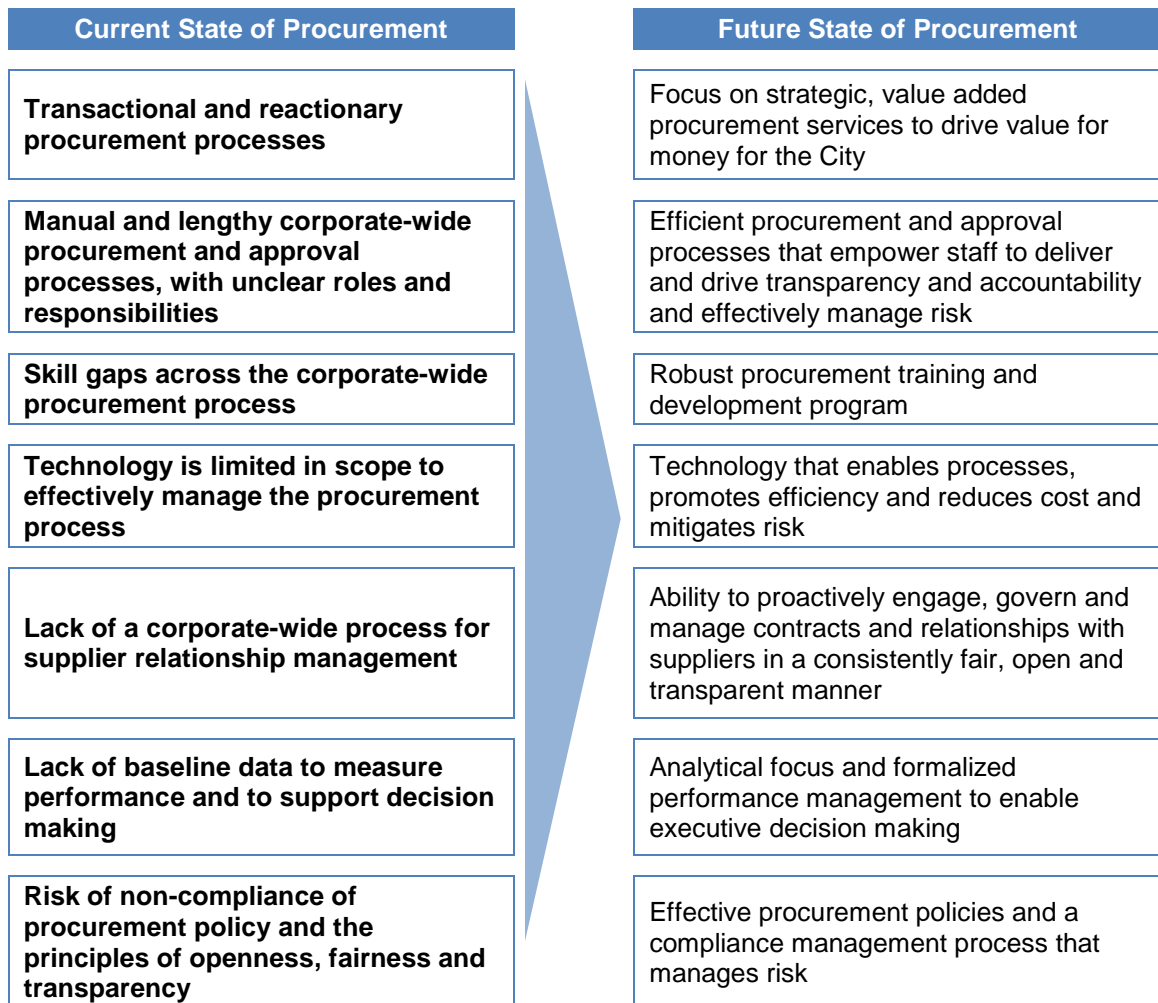 Current State of Procurement
Future State of Procurement
Transactional and reactionary
procurement processes
Focus on strategic, value added
procurement services to drive value for
money for the City
Manual and lengthy corporate-wide
procurement and approval
processes, with unclear roles and
responsibilities
Efficient procurement and approval
processes that empower staff to deliver
and drive transparency and accountability
and effectively manage risk
Skill gaps across the corporate-wide
procurement process
Robust procurement training and
development program
Technology is limited in scope to
effectively manage the procurement
process
Technology that enables processes,
promotes efficiency and reduces cost and
mitigates risk
Lack of a corporate-wide process for
supplier relationship management
Ability to proactively engage, govern and
manage contracts and relationships with
suppliers in a consistently fair, open and
transparent manner
Lack of baseline data to measure
performance and to support decision
making
Analytical focus and formalized
performance management to enable
executive decision making
Risk of non-compliance of
procurement policy and the
principles of openness, fairness and
transparency
Effective procurement policies and a
compliance management process that
manages risk